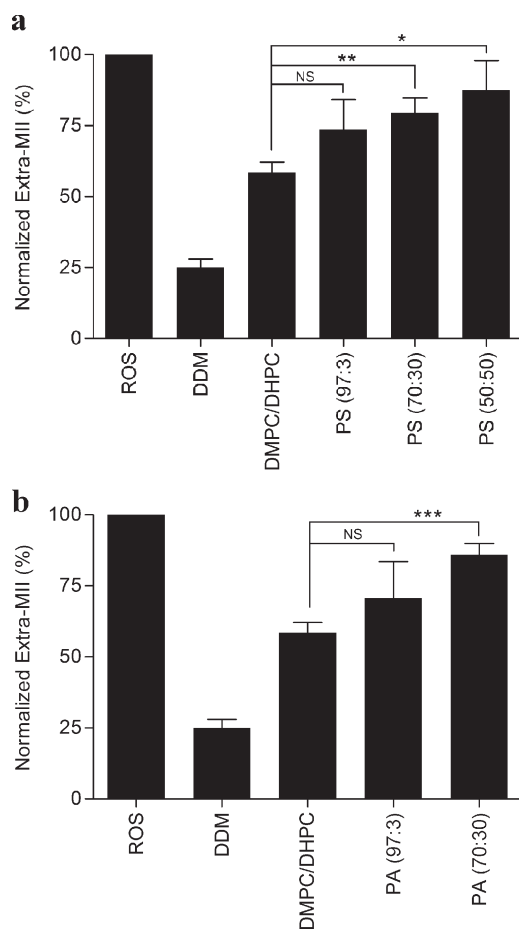 a
*
**
NS
100
75
50
25
0
Normalized Extra-MII (%)
ROS
DDM
DMPC/DHPC
PS (97:3)
PS (70:30)
PS (50:50)
b
***
NS
100
75
50
25
0
Normalized Extra-MII (%)
ROS
DDM
DMPC/DHPC
PA (97:3)
PA (70:30)